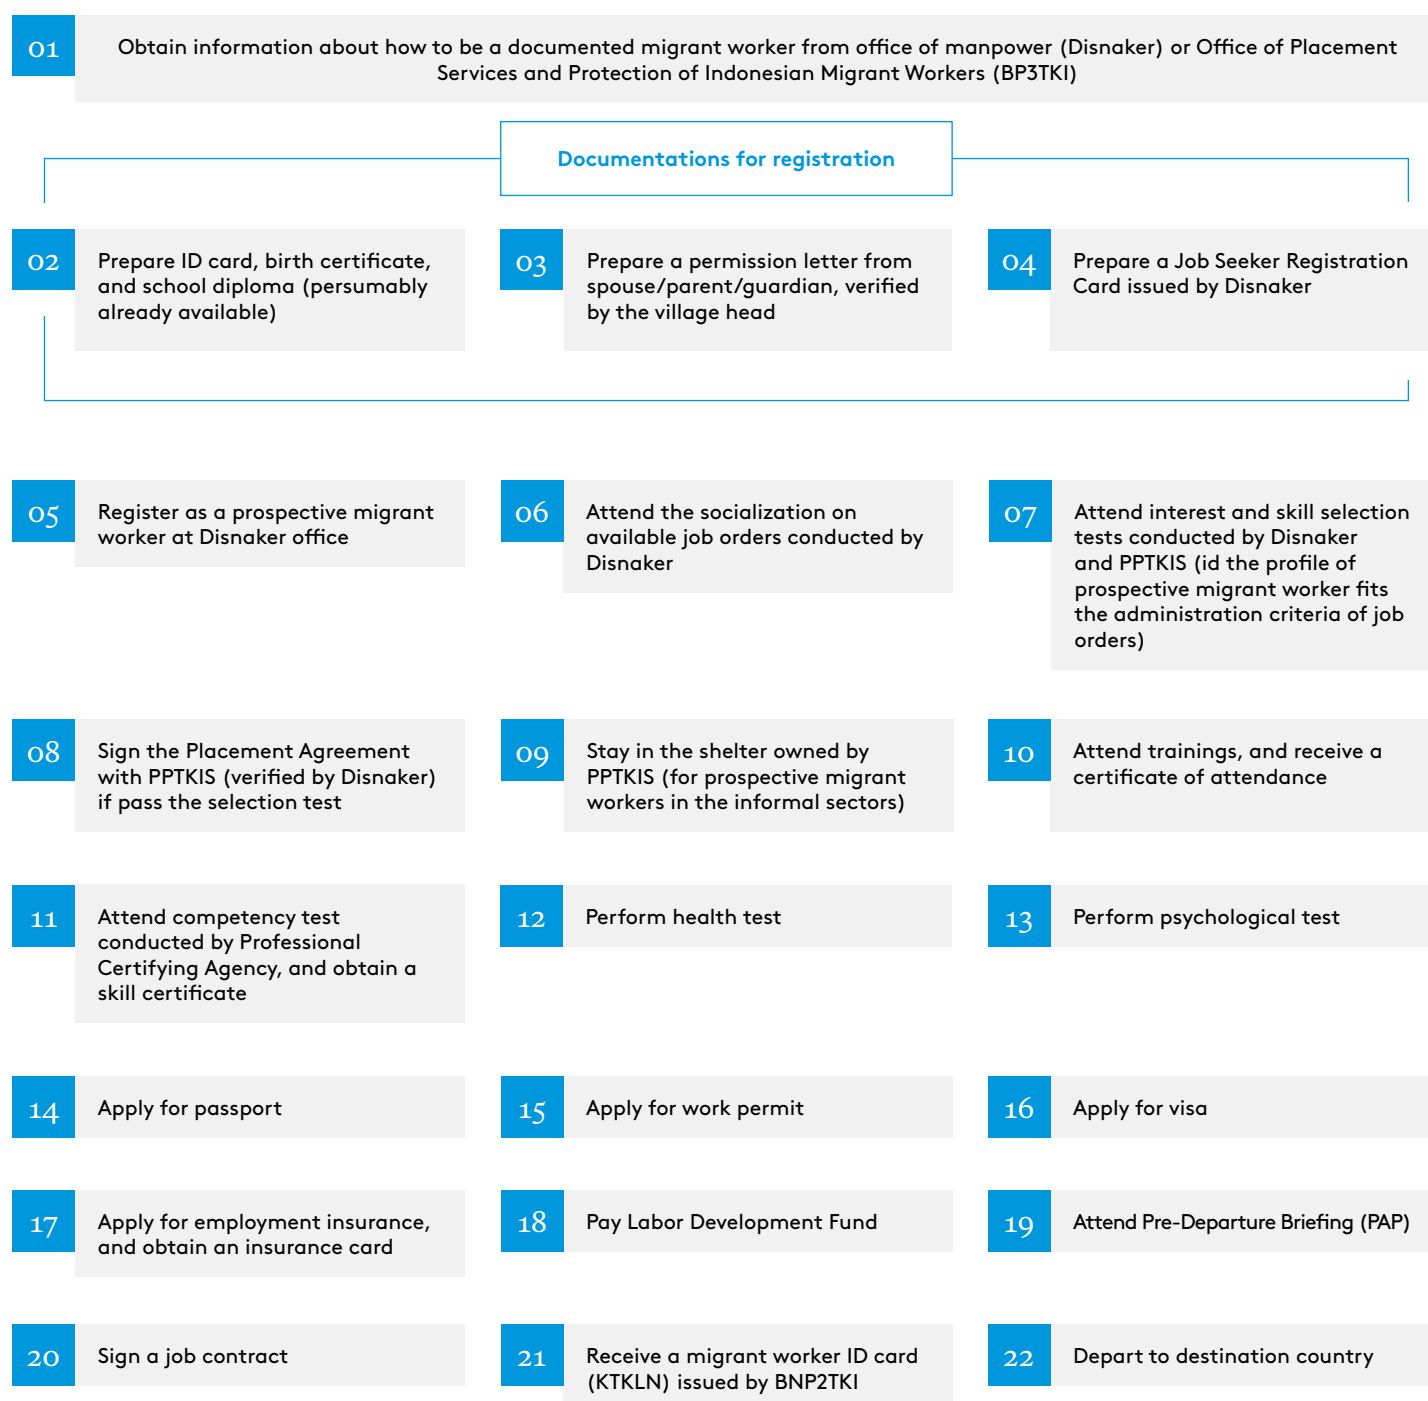 01
Obtain information about how to be a documented migrant worker from office of manpower (Disnaker) or Office of Placement
Services and Protection of Indonesian Migrant Workers (BP3TKI)
Documentations for registration
02
Prepare ID card, birth certificate,
and school diploma (persumably
already available)
03
Prepare a permission letter from
spouse/parent/guardian, verified
by the village head
04
Prepare a Job Seeker Registration
Card issued by Disnaker
05
Register as a prospective migrant
worker at Disnaker office
06
Attend the socialization on
available job orders conducted by
Disnaker
07
Attend interest and skill selection
tests conducted by Disnaker
and PPTKIS (id the profile of
prospective migrant worker fits
the administration criteria of job
orders)
08
Sign the Placement Agreement
with PPTKIS (verified by Disnaker)
if pass the selection test
09
Stay in the shelter owned by
PPTKIS (for prospective migrant
workers in the informal sectors)
10
Attend trainings, and receive a
certificate of attendance
11
Attend competency test
conducted by Professional
Certifying Agency, and obtain a
skill certificate
12
Perform health test
13
Perform psychological test
14
Apply for passport
15
Apply for work permit
16
Apply for visa
17
Apply for employment insurance,
and obtain an insurance card
18
Pay Labor Development Fund
19
Attend Pre-Departure Briefing (PAP)
20
Sign a job contract
21
Receive a migrant worker ID card
(KTKLN) issued by BNP2TKI
22
Depart to destination country